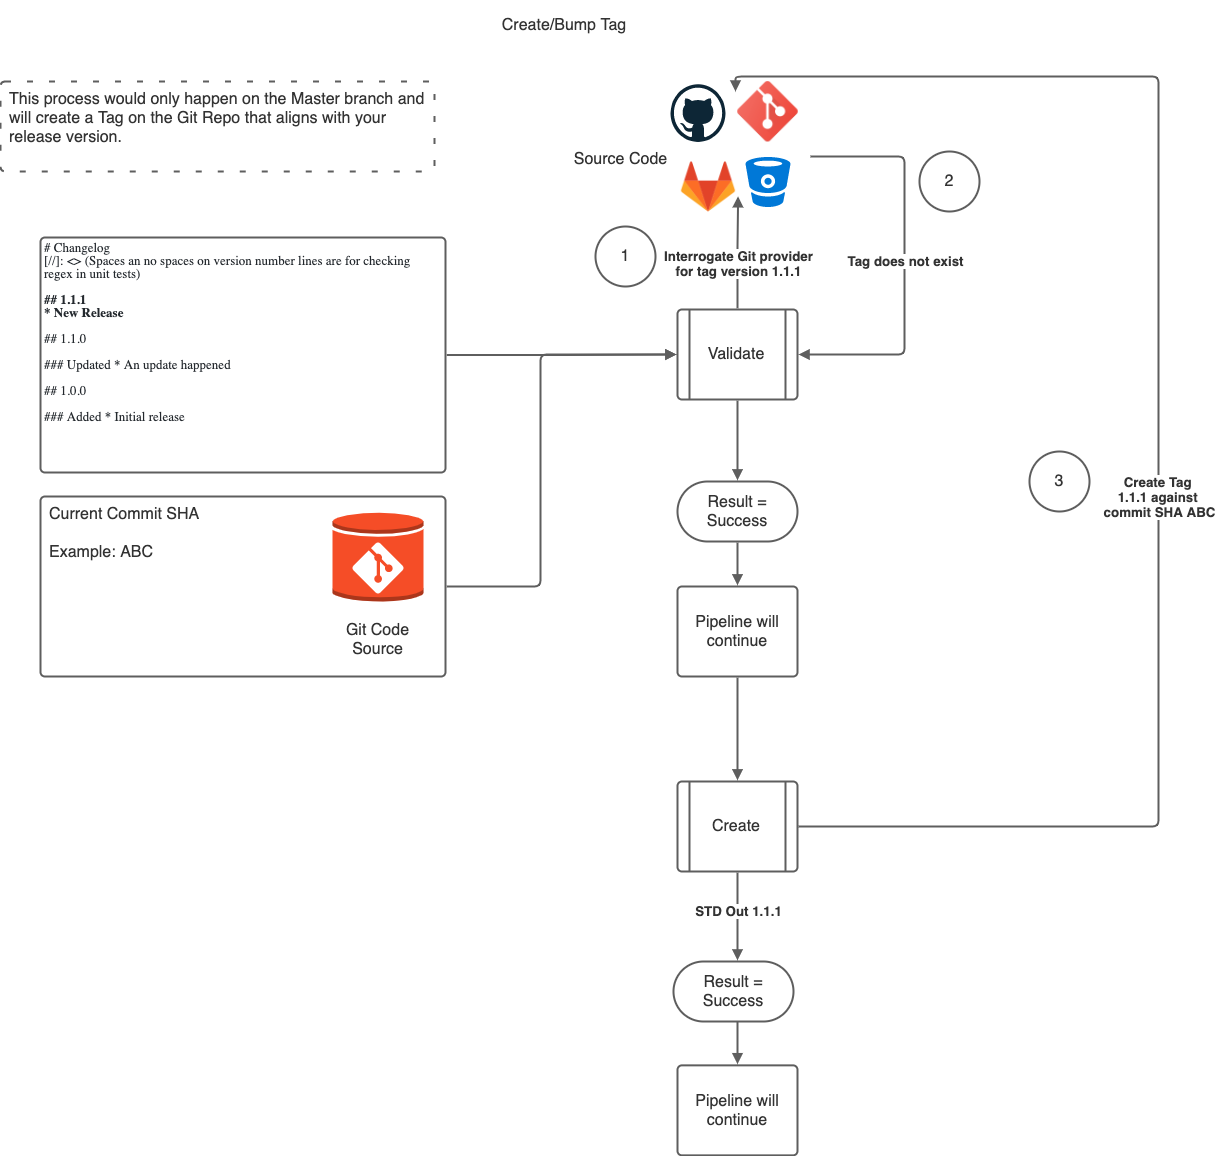 Create/Bump Tag
This process would only happen on the Master branch and
will create a Tag on the Git Repo that aligns with your
release version.
Source Code
1
2
Interrogate Git provider
for tag version 1.1.1
Tag does not exist
# Changelog
[//]: <> (Spaces an no spaces on version number lines are for checking
regex in unit tests)
## 1.1.1
* New Release
## 1.1.0
### Updated * An update happened
## 1.0.0
### Added * Initial release
Validate
Current Commit SHA
Example: ABC
Git Code
Source
Result =
Success
3
Create Tag
1.1.1 against
commit SHA ABC
Pipeline will
continue
Create
STD Out 1.1.1
Result =
Success
Pipeline will
continue